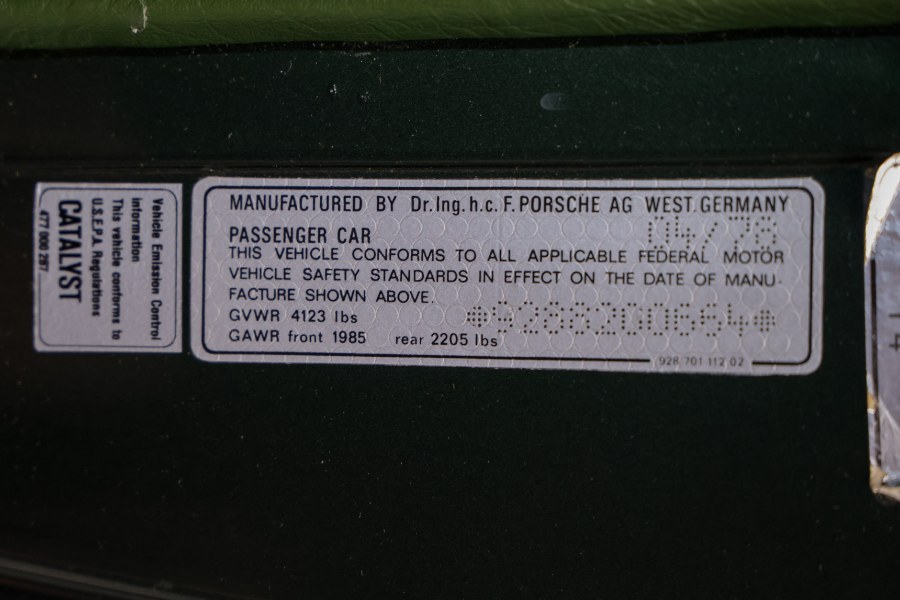 Vehicle Emission Control
Information
This vehicle conforms to
U.S.E.P.A. Regulations
CATALYST
477 000 297
MANUFACTURED BY Dr.Ing.h.c.F.PORSCHE AG WEST.GERMANY
04/78
PASSENGER CAR
THIS VEHICLE CONFORMS TO ALL APPLICABLE FEDERAL MOTOR
VEHICLE SAFETY STANDARDS IN EFFECT ON THE DATE OF MANU-
FACTURE SHOWN ABOVE.
GVWR 4123 lbs
9288200664
GAWR front 1985 rear 2205 lbs
928 701 112 02